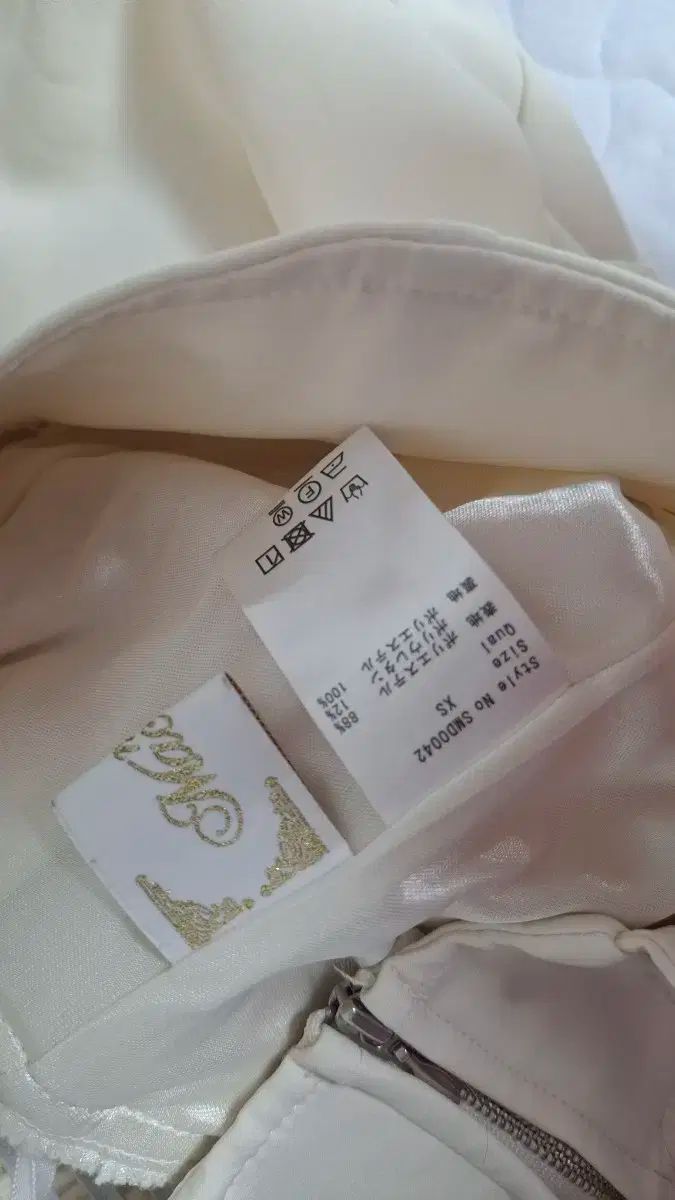 Style No SMD0042
Size XS
Qual
表地 ポリエステル 88%
ポリウレタン 12%
裏地 ポリエステル 100%
F
W